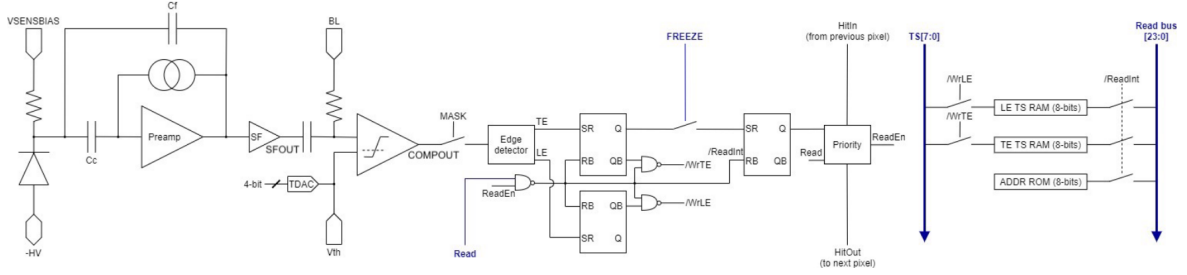 VSENSBIAS
Cf
BL
HitIn
(from previous pixel)
TS[7:0]
Read bus
[23:0]
FREEZE
/WrLE
/ReadInt
LE TS RAM (8-bits)
MASK
TE
SR
Q
SR
Q
/WrTE
Preamp
SF
Edge
detector
ReadEn
Priority
TE TS RAM (8-bits)
Cc
SFOUT
COMPOUT
LE
/ReadInt
RB
QB
/WrTE
RB
QB
Read
4-bit
TDAC
ReadEn
ADDR ROM (8-bits)
RB
QB
/WrLE
SR
Q
-HV
Vth
Read
HitOut
(to next pixel)